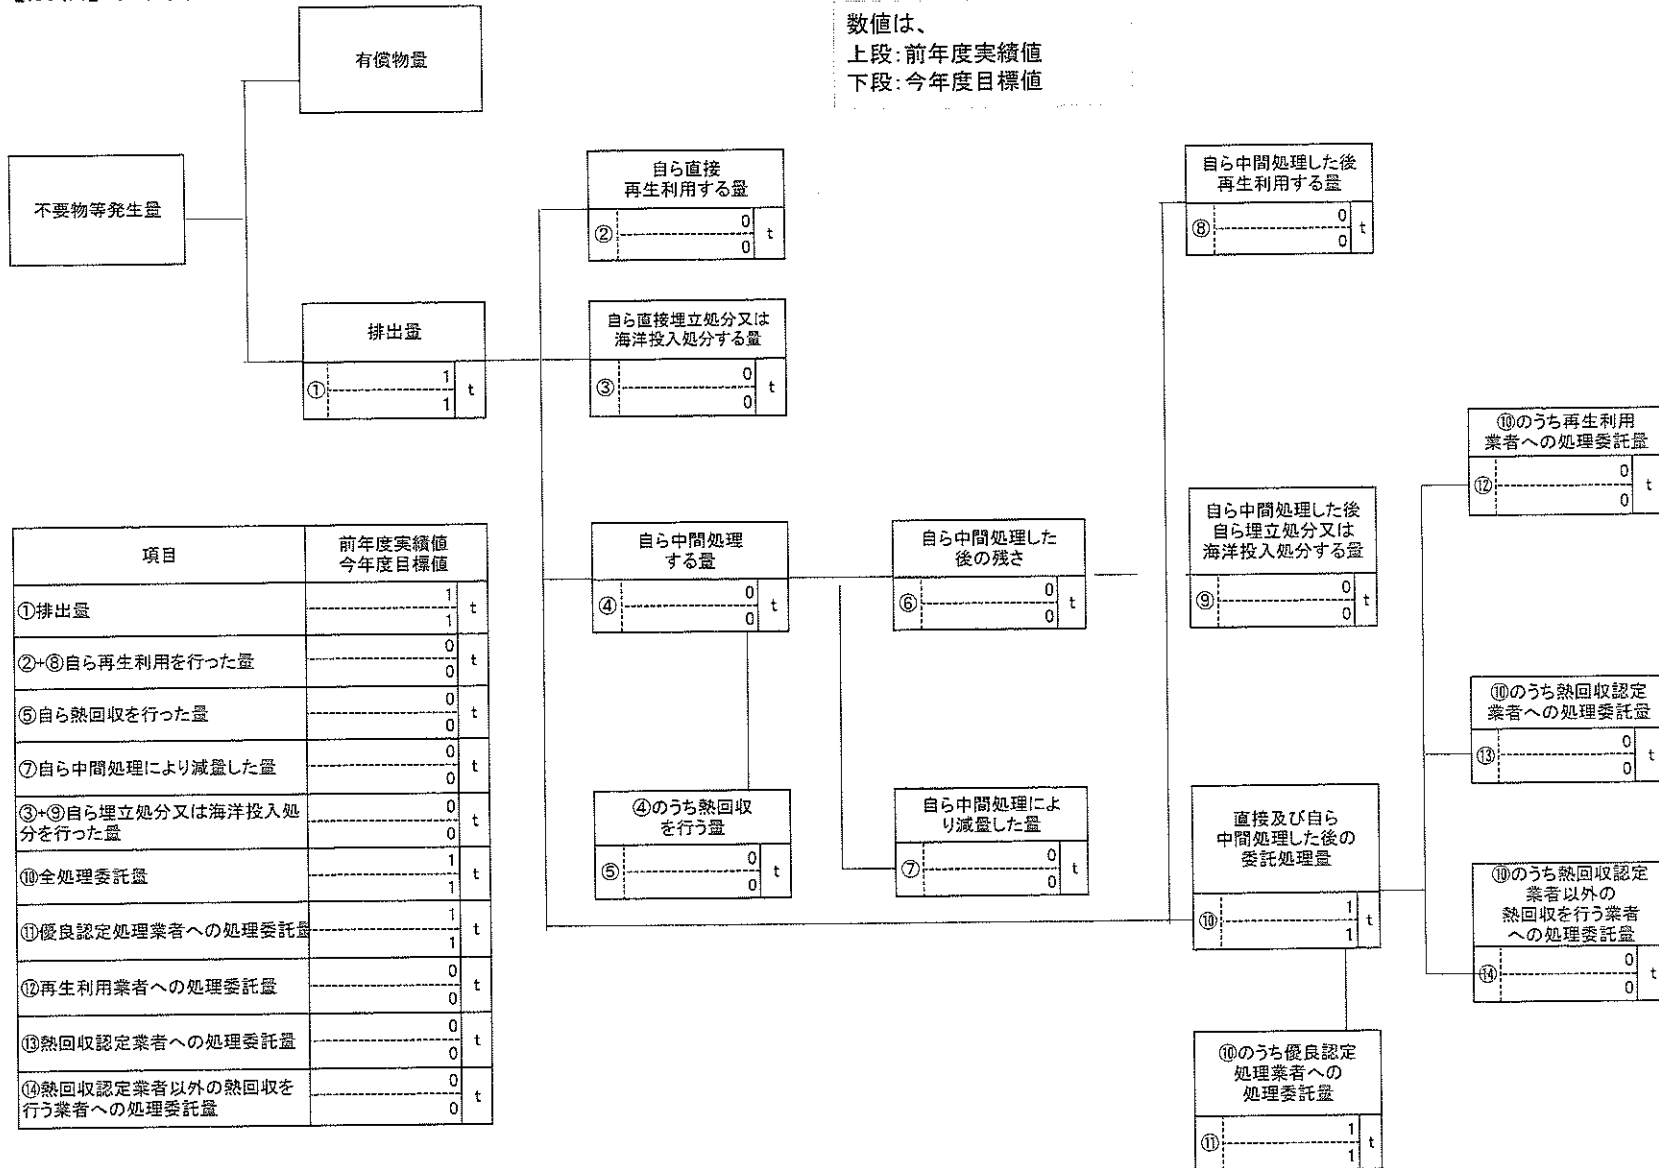 数値は、
上段:前年度実績値
下段:今年度目標値
有償物量
不要物等発生量
排出量
① 1 t
1
自ら直接
再生利用する量
② 0 t
0
自ら直接埋立処分又は
海洋投入処分する量
③ 0 t
0
自ら中間処理
する量
④ 0 t
0
④のうち熱回収
を行う量
⑤ 0 t
0
自ら中間処理した
後の残さ
⑥ 0 t
0
自ら中間処理によ
り減量した量
⑦ 0 t
0
自ら中間処理した後
再生利用する量
⑧ 0 t
0
自ら中間処理した後
自ら埋立処分又は
海洋投入処分する量
⑨ 0 t
0
直接及び自ら
中間処理した後の
委託処理量
⑩ 1 t
1
⑩のうち優良認定
処理業者への
処理委託量
⑪ 1 t
1
⑩のうち再生利用
業者への処理委託量
⑫ 0 t
0
⑩のうち熱回収認定
業者への処理委託量
⑬ 0 t
0
⑩のうち熱回収認定
業者以外の
熱回収を行う業者
への処理委託量
⑭ 0 t
0
項目 前年度実績値
今年度目標値
①排出量 1 t
1
②+⑧自ら再生利用を行った量 0 t
0
⑤自ら熱回収を行った量 0 t
0
⑦自ら中間処理により減量した量 0 t
0
③+⑨自ら埋立処分又は海洋投入処 0 t
分を行った量 0
⑩全処理委託量 1 t
1
⑪優良認定処理業者への処理委託量 1 t
1
⑫再生利用業者への処理委託量 0 t
0
⑬熱回収認定業者への処理委託量 0 t
0
⑭熱回収認定業者以外の熱回収を 0 t
行う業者への処理委託量 0